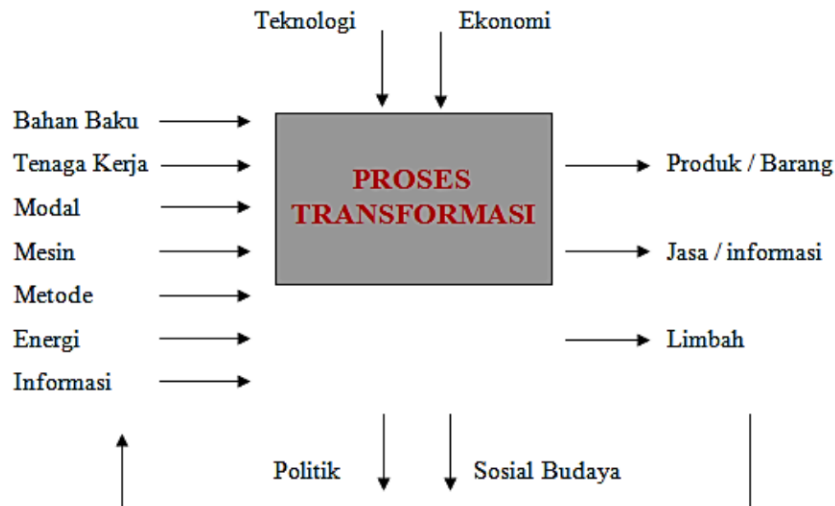 Teknologi
Ekonomi
Bahan Baku
Tenaga Kerja
Modal
Mesin
Metode
Energi
Informasi
PROSES
TRANSFORMASI
Produk / Barang
Jasa / informasi
Limbah
Politik
Sosial Budaya